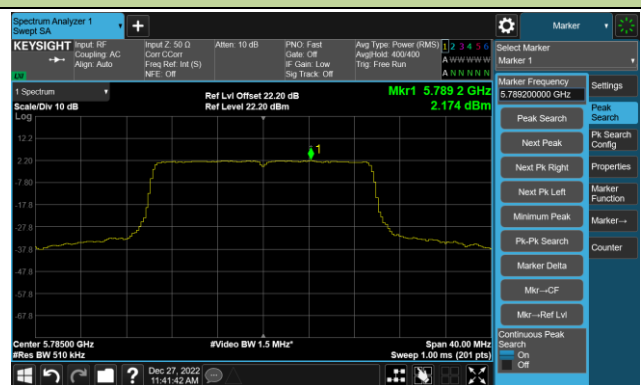 Spectrum Analyzer 1
Swept SA
Marker
KEYSIGHT
Input: RF
Coupling: AC
Align: Auto
Input Z: 50 Ω
Corr CCorr
Freq Ref: Int (S)
NFE: Off
Atten: 10 dB
PNO: Fast
Gate: Off
IF Gain: Low
Sig Track: Off
Avg Type: Power (RMS)
Avg|Hold: 400/400
Trig: Free Run
1 2 3 4 5 6
A W W W W W
A N N N N N
LXI
Select Marker
Marker 1
1 Spectrum
Scale/Div 10 dB
Log
Ref Lvl Offset 22.20 dB
Ref Level 22.20 dBm
Mkr1 5.789 2 GHz
2.174 dBm
12.2
2.20
-7.80
-17.8
-27.8
-37.8
-47.8
-57.8
-67.8
1
Center 5.78500 GHz
#Res BW 510 kHz
#Video BW 1.5 MHz*
Span 40.00 MHz
Sweep 1.00 ms (201 pts)
Marker Frequency
5.789200000 GHz
Peak Search
Next Peak
Next Pk Right
Next Pk Left
Minimum Peak
Pk-Pk Search
Marker Delta
Mkr→CF
Mkr→Ref Lvl
Continuous Peak
Search
On
Off
Settings
Peak
Search
Pk Search
Config
Properties
Marker
Function
Marker→
Counter
?
Dec 27, 2022
11:41:42 AM